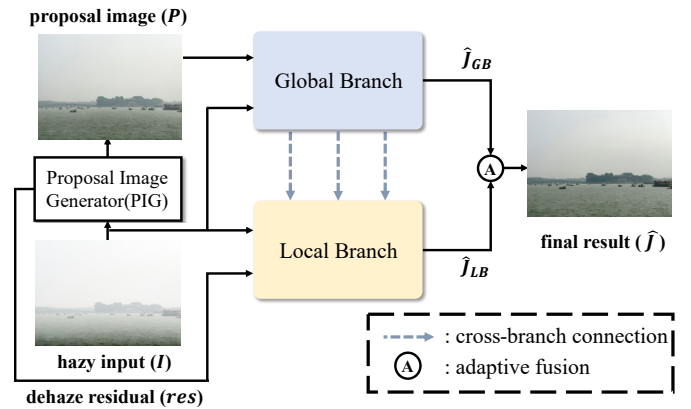 proposal image (P)
Global Branch
Ĵ_GB
Proposal Image
Generator(PIG)
A
final result (Ĵ)
Local Branch
Ĵ_LB
hazy input (I)
dehaze residual (res)
: cross-branch connection
A : adaptive fusion